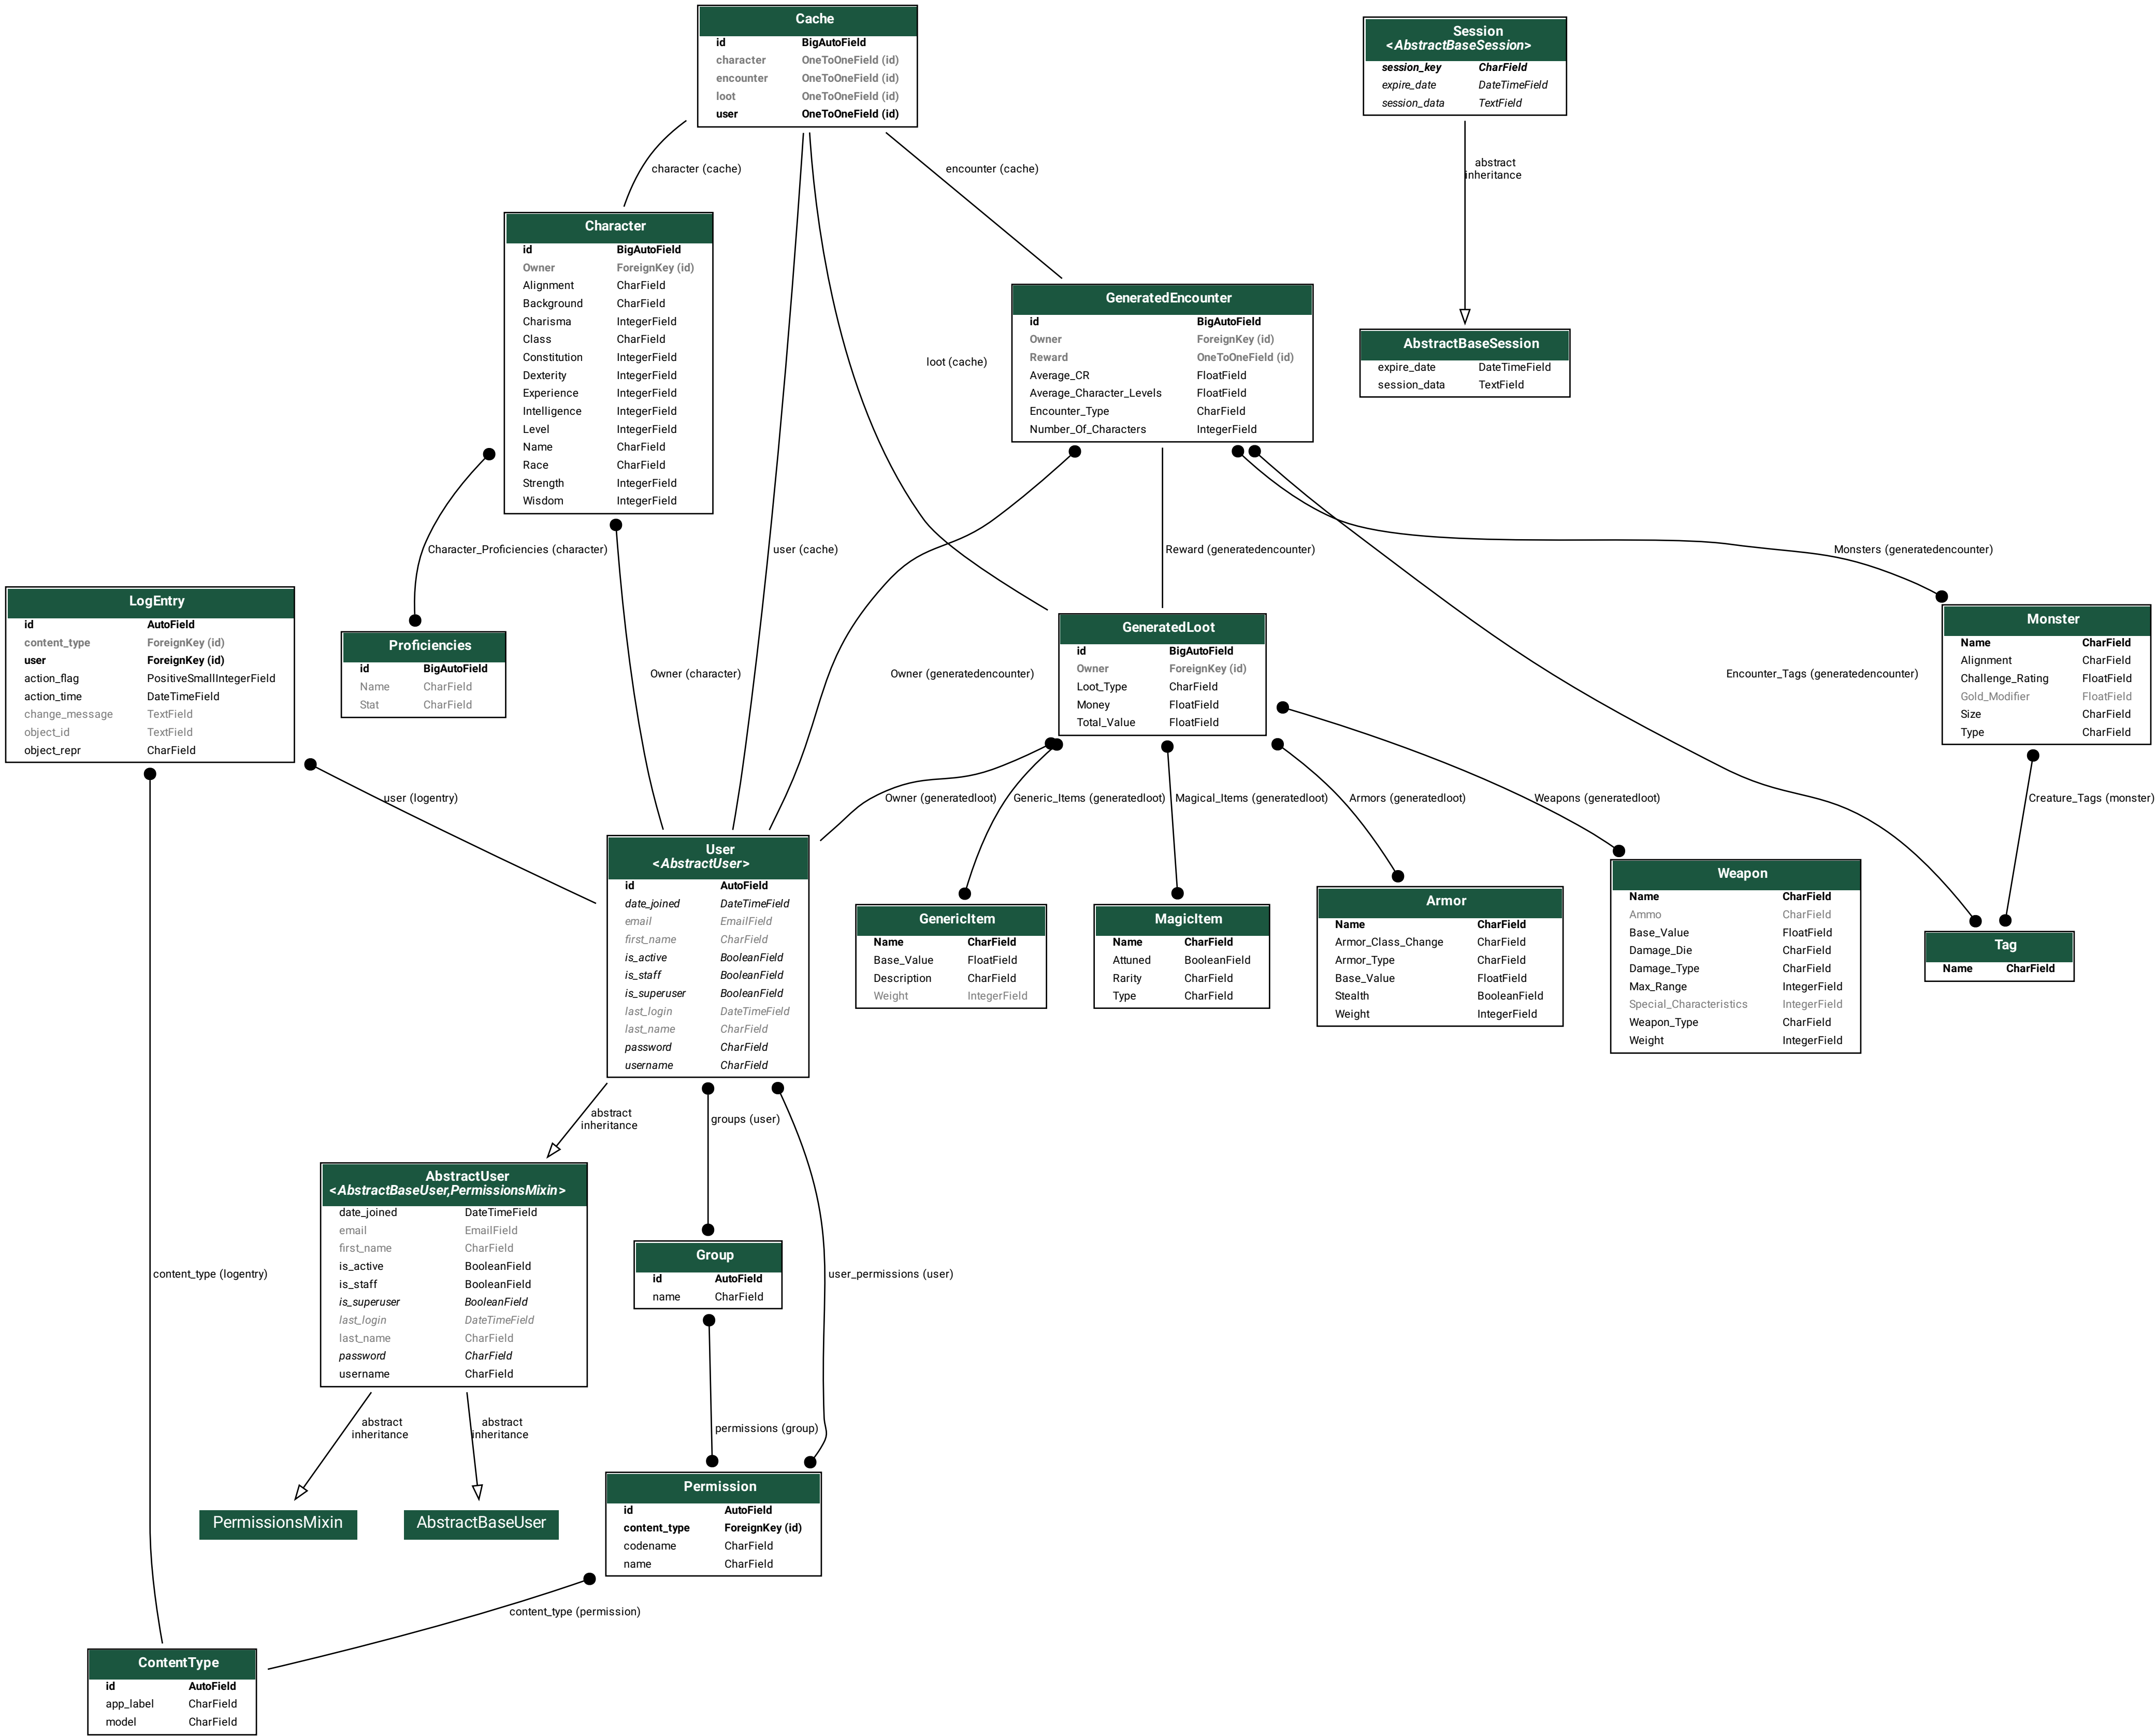 Cache
id BigAutoField
character OneToOneField (id)
encounter OneToOneField (id)
loot OneToOneField (id)
user OneToOneField (id)
Session
<AbstractBaseSession>
session_key CharField
expire_date DateTimeField
session_data TextField
character (cache)
encounter (cache)
abstract
inheritance
Character
id BigAutoField
Owner ForeignKey (id)
Alignment CharField
Background CharField
Charisma IntegerField
Class CharField
Constitution IntegerField
Dexterity IntegerField
Experience IntegerField
Intelligence IntegerField
Level IntegerField
Name CharField
Race CharField
Strength IntegerField
Wisdom IntegerField
GeneratedEncounter
id BigAutoField
Owner ForeignKey (id)
Reward OneToOneField (id)
Average_CR FloatField
Average_Character_Levels FloatField
Encounter_Type CharField
Number_Of_Characters IntegerField
AbstractBaseSession
expire_date DateTimeField
session_data TextField
loot (cache)
Character_Proficiencies (character)
user (cache)
Reward (generatedencounter)
Monsters (generatedencounter)
LogEntry
id AutoField
content_type ForeignKey (id)
user ForeignKey (id)
action_flag PositiveSmallIntegerField
action_time DateTimeField
change_message TextField
object_id TextField
object_repr CharField
Proficiencies
id BigAutoField
Name CharField
Stat CharField
Owner (character)
Owner (generatedencounter)
GeneratedLoot
id BigAutoField
Owner ForeignKey (id)
Loot_Type CharField
Money FloatField
Total_Value FloatField
Encounter_Tags (generatedencounter)
Monster
Name CharField
Alignment CharField
Challenge_Rating FloatField
Gold_Modifier FloatField
Size CharField
Type CharField
user (logentry)
Owner (generatedloot)
Generic_Items (generatedloot)
Magical_Items (generatedloot)
Armors (generatedloot)
Weapons (generatedloot)
Creature_Tags (monster)
User
<AbstractUser>
id AutoField
date_joined DateTimeField
email EmailField
first_name CharField
is_active BooleanField
is_staff BooleanField
is_superuser BooleanField
last_login DateTimeField
last_name CharField
password CharField
username CharField
GenericItem
Name CharField
Base_Value FloatField
Description CharField
Weight IntegerField
MagicItem
Name CharField
Attuned BooleanField
Rarity CharField
Type CharField
Armor
Name CharField
Armor_Class_Change CharField
Armor_Type CharField
Base_Value FloatField
Stealth BooleanField
Weight IntegerField
Weapon
Name CharField
Ammo CharField
Base_Value FloatField
Damage_Die CharField
Damage_Type CharField
Max_Range IntegerField
Special_Characteristics IntegerField
Weapon_Type CharField
Weight IntegerField
Tag
Name CharField
abstract
inheritance
groups (user)
AbstractUser
<AbstractBaseUser,PermissionsMixin>
date_joined DateTimeField
email EmailField
first_name CharField
is_active BooleanField
is_staff BooleanField
is_superuser BooleanField
last_login DateTimeField
last_name CharField
password CharField
username CharField
content_type (logentry)
Group
id AutoField
name CharField
user_permissions (user)
abstract
inheritance
abstract
inheritance
permissions (group)
PermissionsMixin
AbstractBaseUser
Permission
id AutoField
content_type ForeignKey (id)
codename CharField
name CharField
content_type (permission)
ContentType
id AutoField
app_label CharField
model CharField